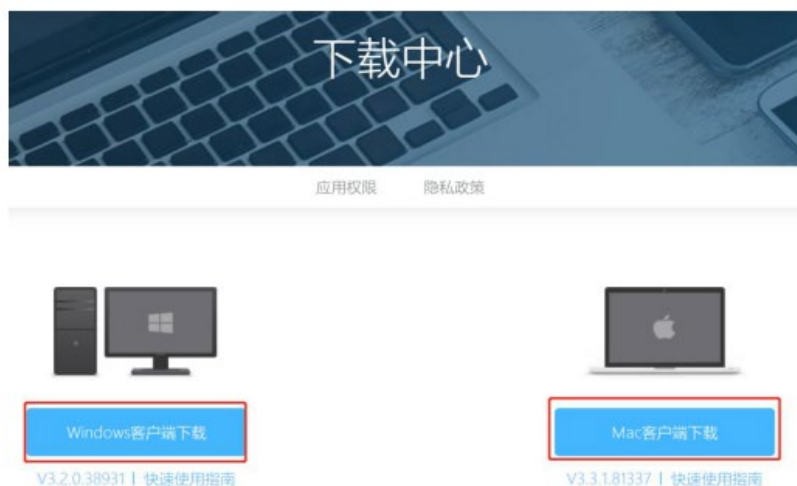 下载中心
应用权限 隐私政策
Windows客户端下载 Mac客户端下载
V3.2.0.38931 | 快速使用指南 V3.3.1.81337 | 快速使用指南